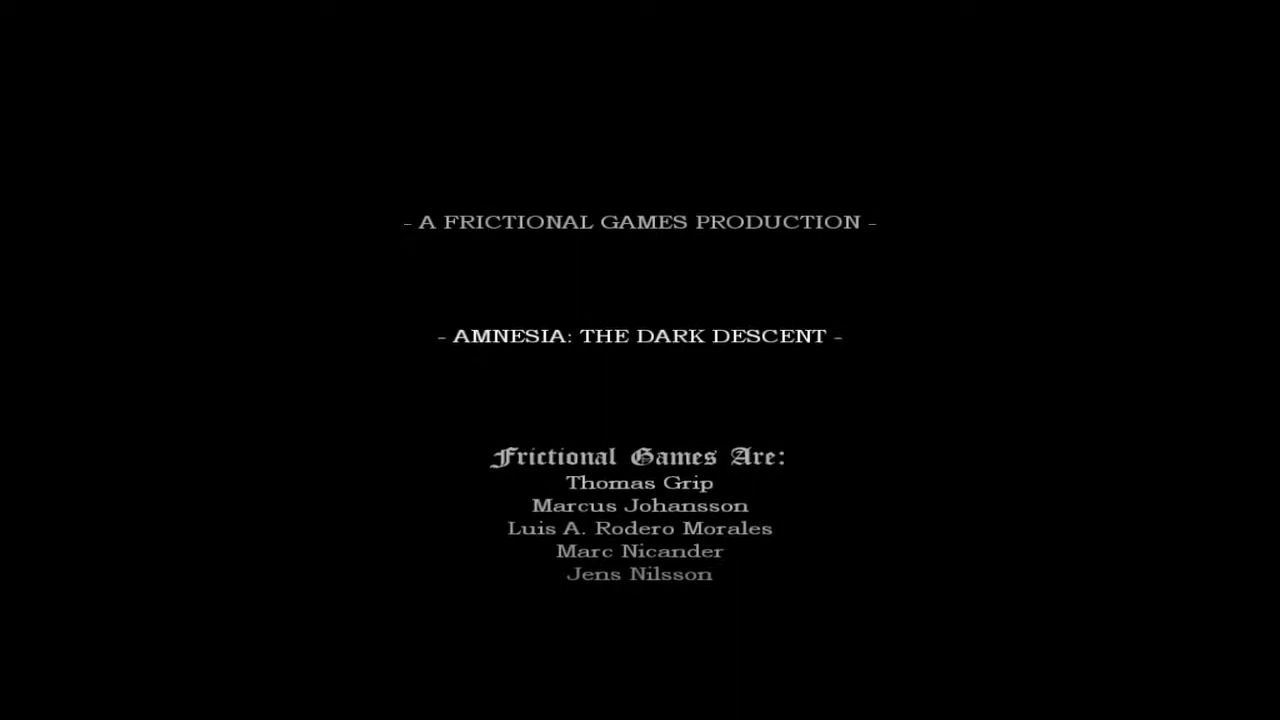 - A FRICTIONAL GAMES PRODUCTION -
- AMNESIA: THE DARK DESCENT -
Frictional Games Are:
Thomas Grip
Marcus Johansson
Luis A. Rodero Morales
Marc Nicander
Jens Nilsson